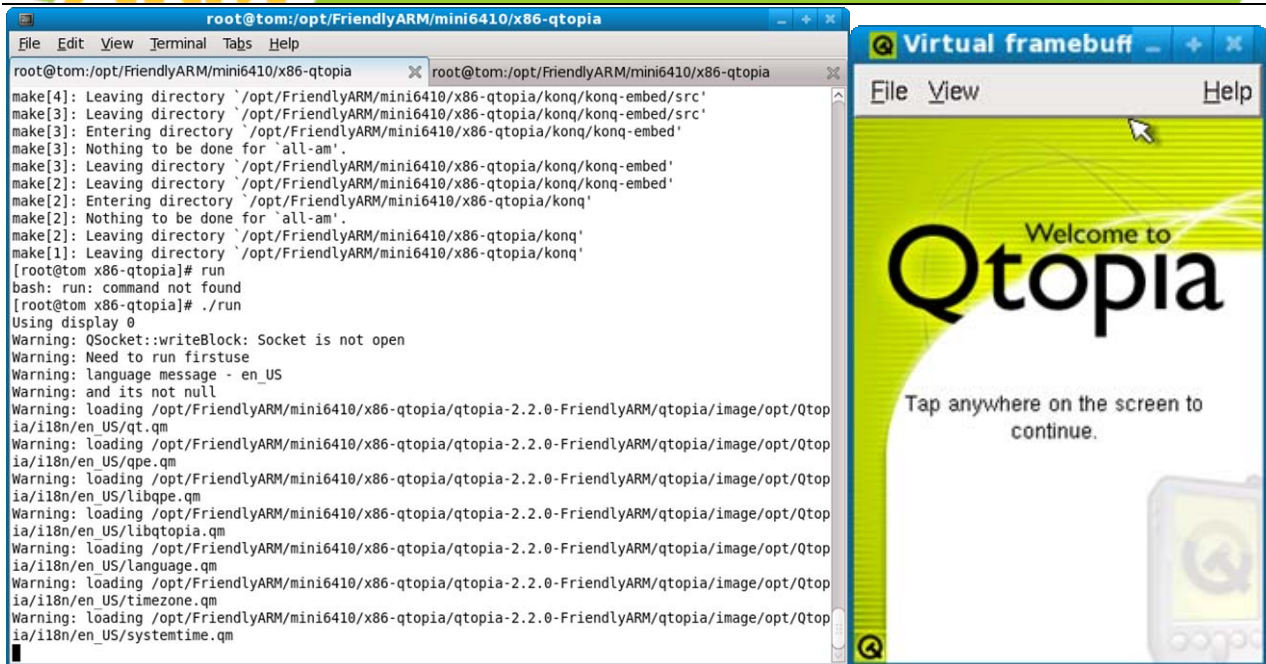 root@tom:/opt/FriendlyARM/mini6410/x86-qtopia
File Edit View Terminal Tabs Help
root@tom:/opt/FriendlyARM/mini6410/x86-qtopia root@tom:/opt/FriendlyARM/mini6410/x86-qtopia
make[4]: Leaving directory `/opt/FriendlyARM/mini6410/x86-qtopia/konq/konq-embed/src'
make[3]: Leaving directory `/opt/FriendlyARM/mini6410/x86-qtopia/konq/konq-embed/src'
make[3]: Entering directory `/opt/FriendlyARM/mini6410/x86-qtopia/konq/konq-embed'
make[3]: Nothing to be done for `all-am'.
make[3]: Leaving directory `/opt/FriendlyARM/mini6410/x86-qtopia/konq/konq-embed'
make[2]: Leaving directory `/opt/FriendlyARM/mini6410/x86-qtopia/konq/konq-embed'
make[2]: Entering directory `/opt/FriendlyARM/mini6410/x86-qtopia/konq'
make[2]: Nothing to be done for `all-am'.
make[2]: Leaving directory `/opt/FriendlyARM/mini6410/x86-qtopia/konq'
make[1]: Leaving directory `/opt/FriendlyARM/mini6410/x86-qtopia/konq'
[root@tom x86-qtopia]# run
bash: run: command not found
[root@tom x86-qtopia]# ./run
Using display 0
Warning: QSocket::writeBlock: Socket is not open
Warning: Need to run firstuse
Warning: language message - en_US
Warning: and its not null
Warning: loading /opt/FriendlyARM/mini6410/x86-qtopia/qtopia-2.2.0-FriendlyARM/qtopia/image/opt/Qtop
ia/i18n/en_US/qt.qm
Warning: loading /opt/FriendlyARM/mini6410/x86-qtopia/qtopia-2.2.0-FriendlyARM/qtopia/image/opt/Qtop
ia/i18n/en_US/qpe.qm
Warning: loading /opt/FriendlyARM/mini6410/x86-qtopia/qtopia-2.2.0-FriendlyARM/qtopia/image/opt/Qtop
ia/i18n/en_US/libqpe.qm
Warning: loading /opt/FriendlyARM/mini6410/x86-qtopia/qtopia-2.2.0-FriendlyARM/qtopia/image/opt/Qtop
ia/i18n/en_US/libqtopia.qm
Warning: loading /opt/FriendlyARM/mini6410/x86-qtopia/qtopia-2.2.0-FriendlyARM/qtopia/image/opt/Qtop
ia/i18n/en_US/language.qm
Warning: loading /opt/FriendlyARM/mini6410/x86-qtopia/qtopia-2.2.0-FriendlyARM/qtopia/image/opt/Qtop
ia/i18n/en_US/timezone.qm
Warning: loading /opt/FriendlyARM/mini6410/x86-qtopia/qtopia-2.2.0-FriendlyARM/qtopia/image/opt/Qtop
ia/i18n/en_US/systemtime.qm
Virtual framebuff
File View Help
Welcome to
Qtopia
Tap anywhere on the screen to
continue.